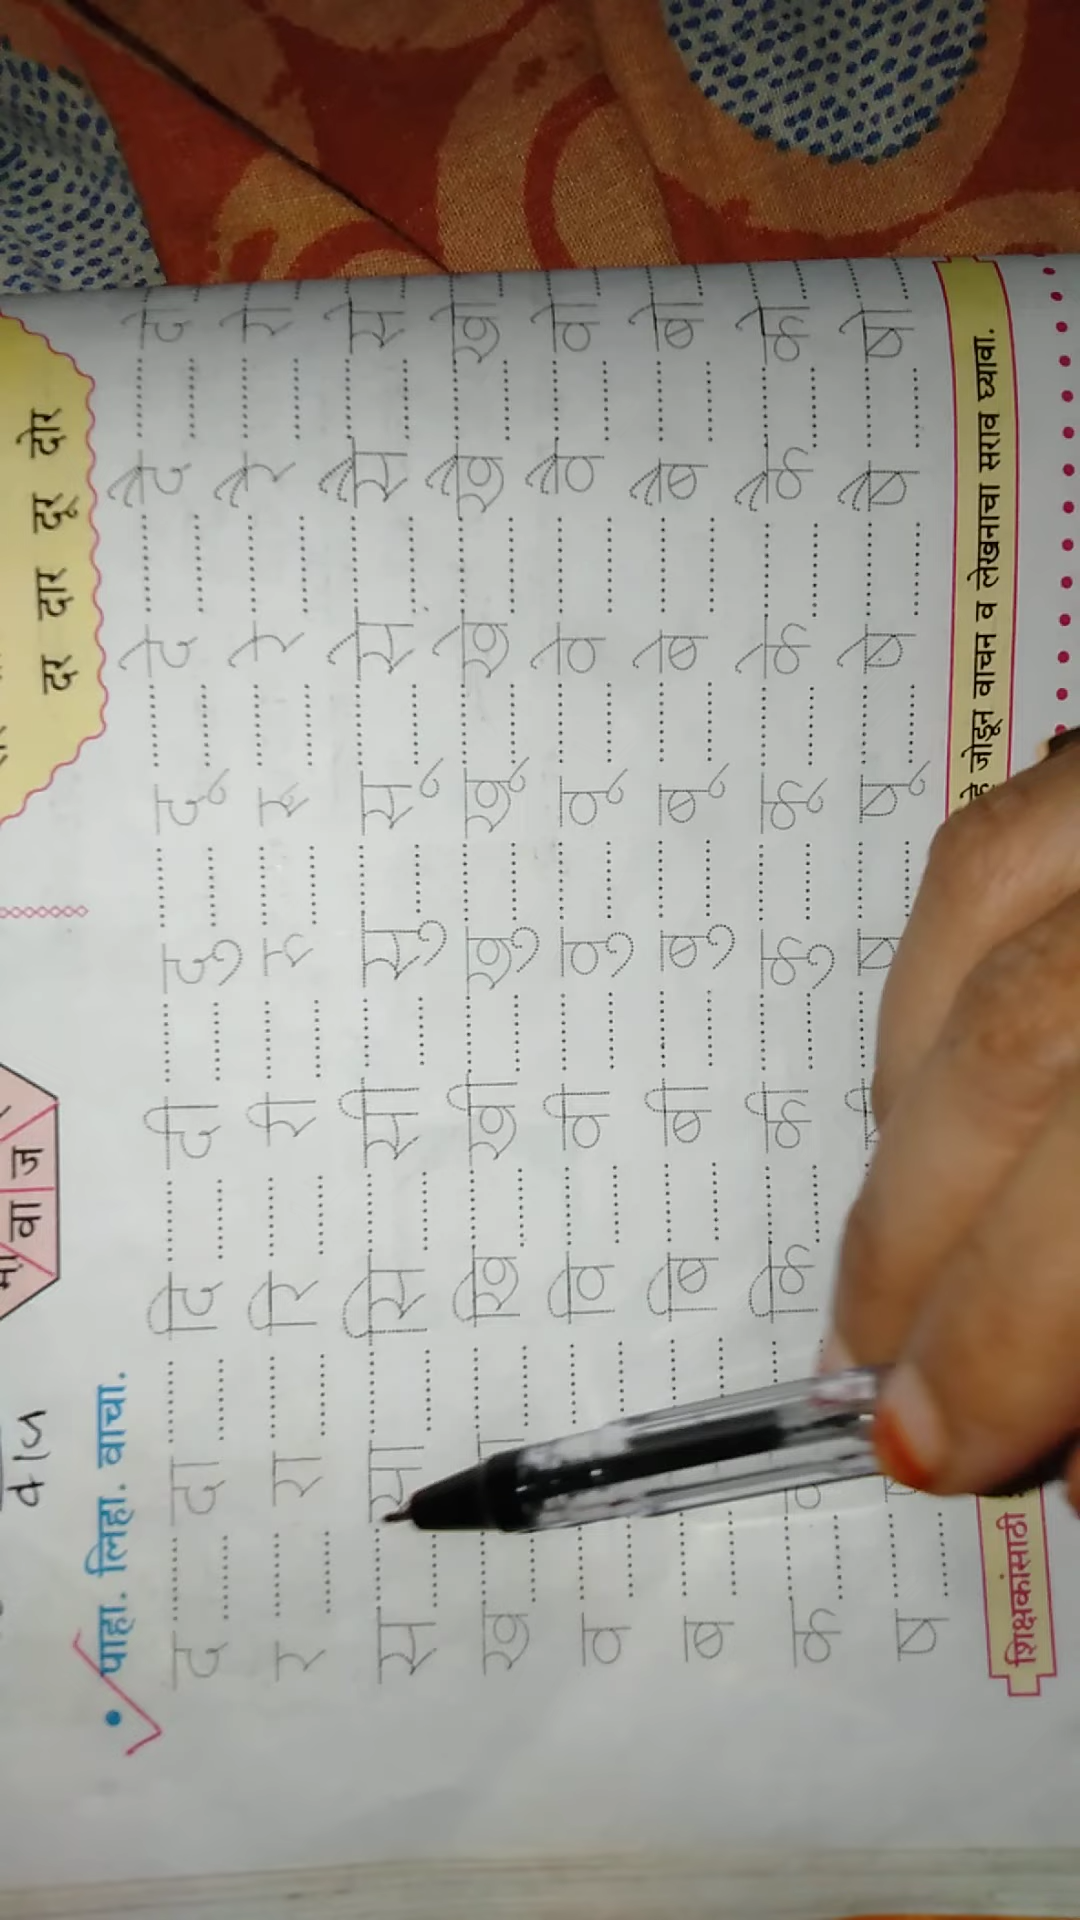 दर दार दूर दोर
वा ज
• पाहा. लिहा. वाचा.
द दा दि दी दु दू दे दै दो
र रा रि री रु रू रे रै रो
स सा सि सी सु सू से सै सो
ख खि खी खु खू खे खै खो
व वि वी वु वू वे वै वो
ब बि बी बु बू बे बै बो
क कि की कु कू के कै को
ष षू षे षै षो
शिक्षकांसाठी जोडून वाचन व लेखनाचा सराव घ्यावा.